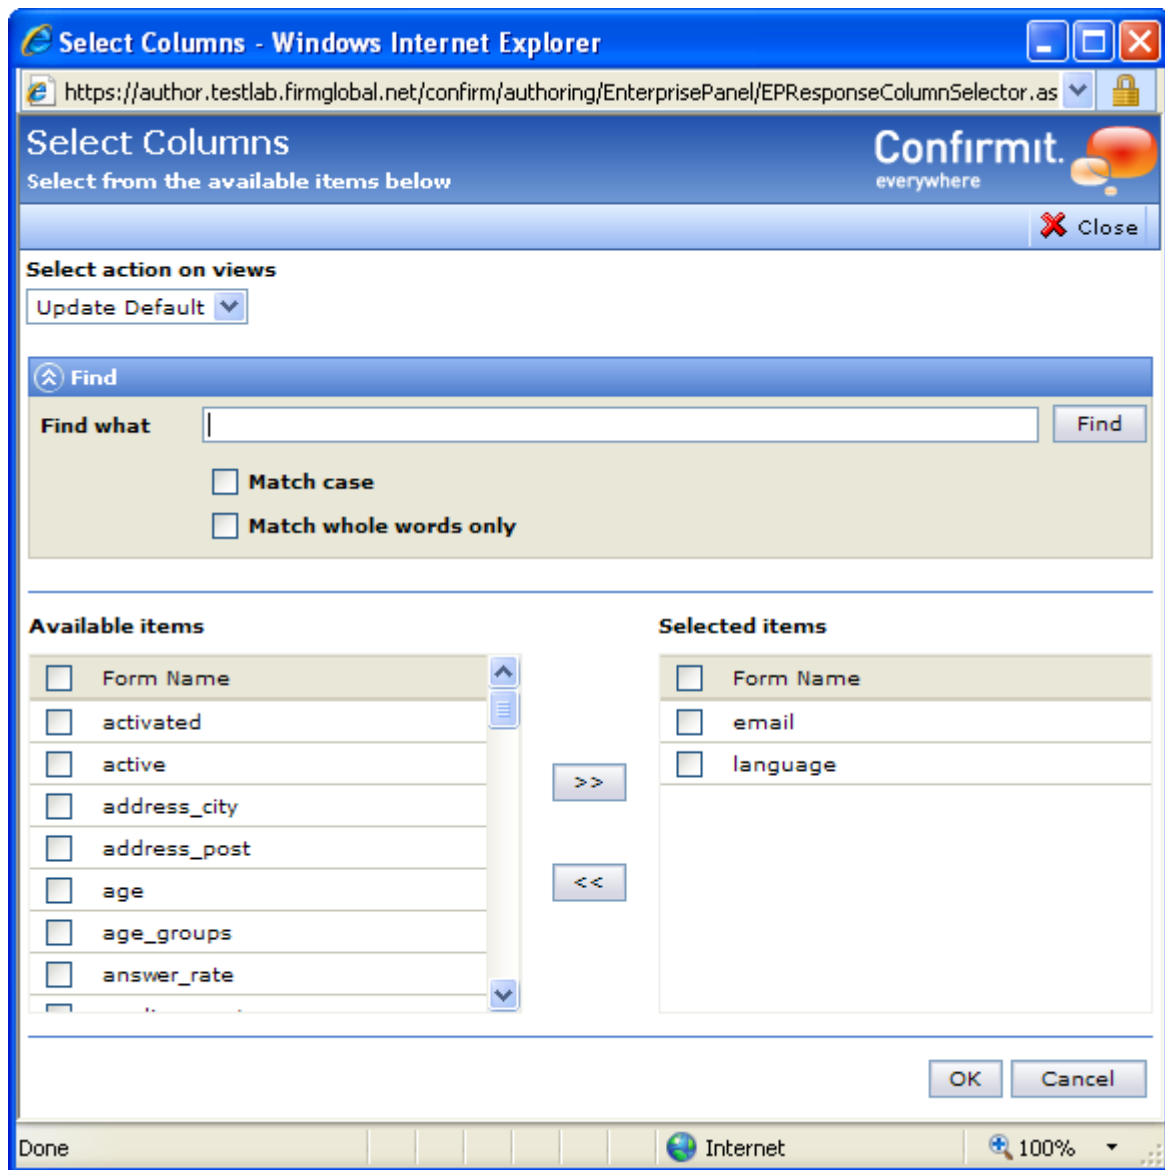 Select Columns - Windows Internet Explorer
https://author.testlab.firmglobal.net/confirm/authoring/EnterprisePanel/EPResponseColumnSelector.as
Select Columns
Select from the available items below
Confirmit.
everywhere
Close
Select action on views
Update Default
Find
Find what
Find
Match case
Match whole words only
Available items
Form Name
activated
active
address_city
address_post
age
age_groups
answer_rate
>>
<<
Selected items
Form Name
email
language
OK
Cancel
Done
Internet
100%